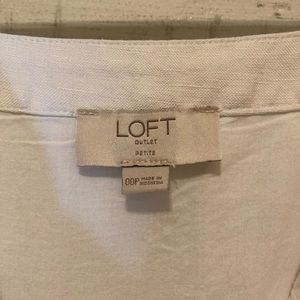 LOFT
OUTLET
PETITE
00P MADE IN
INDONESIA